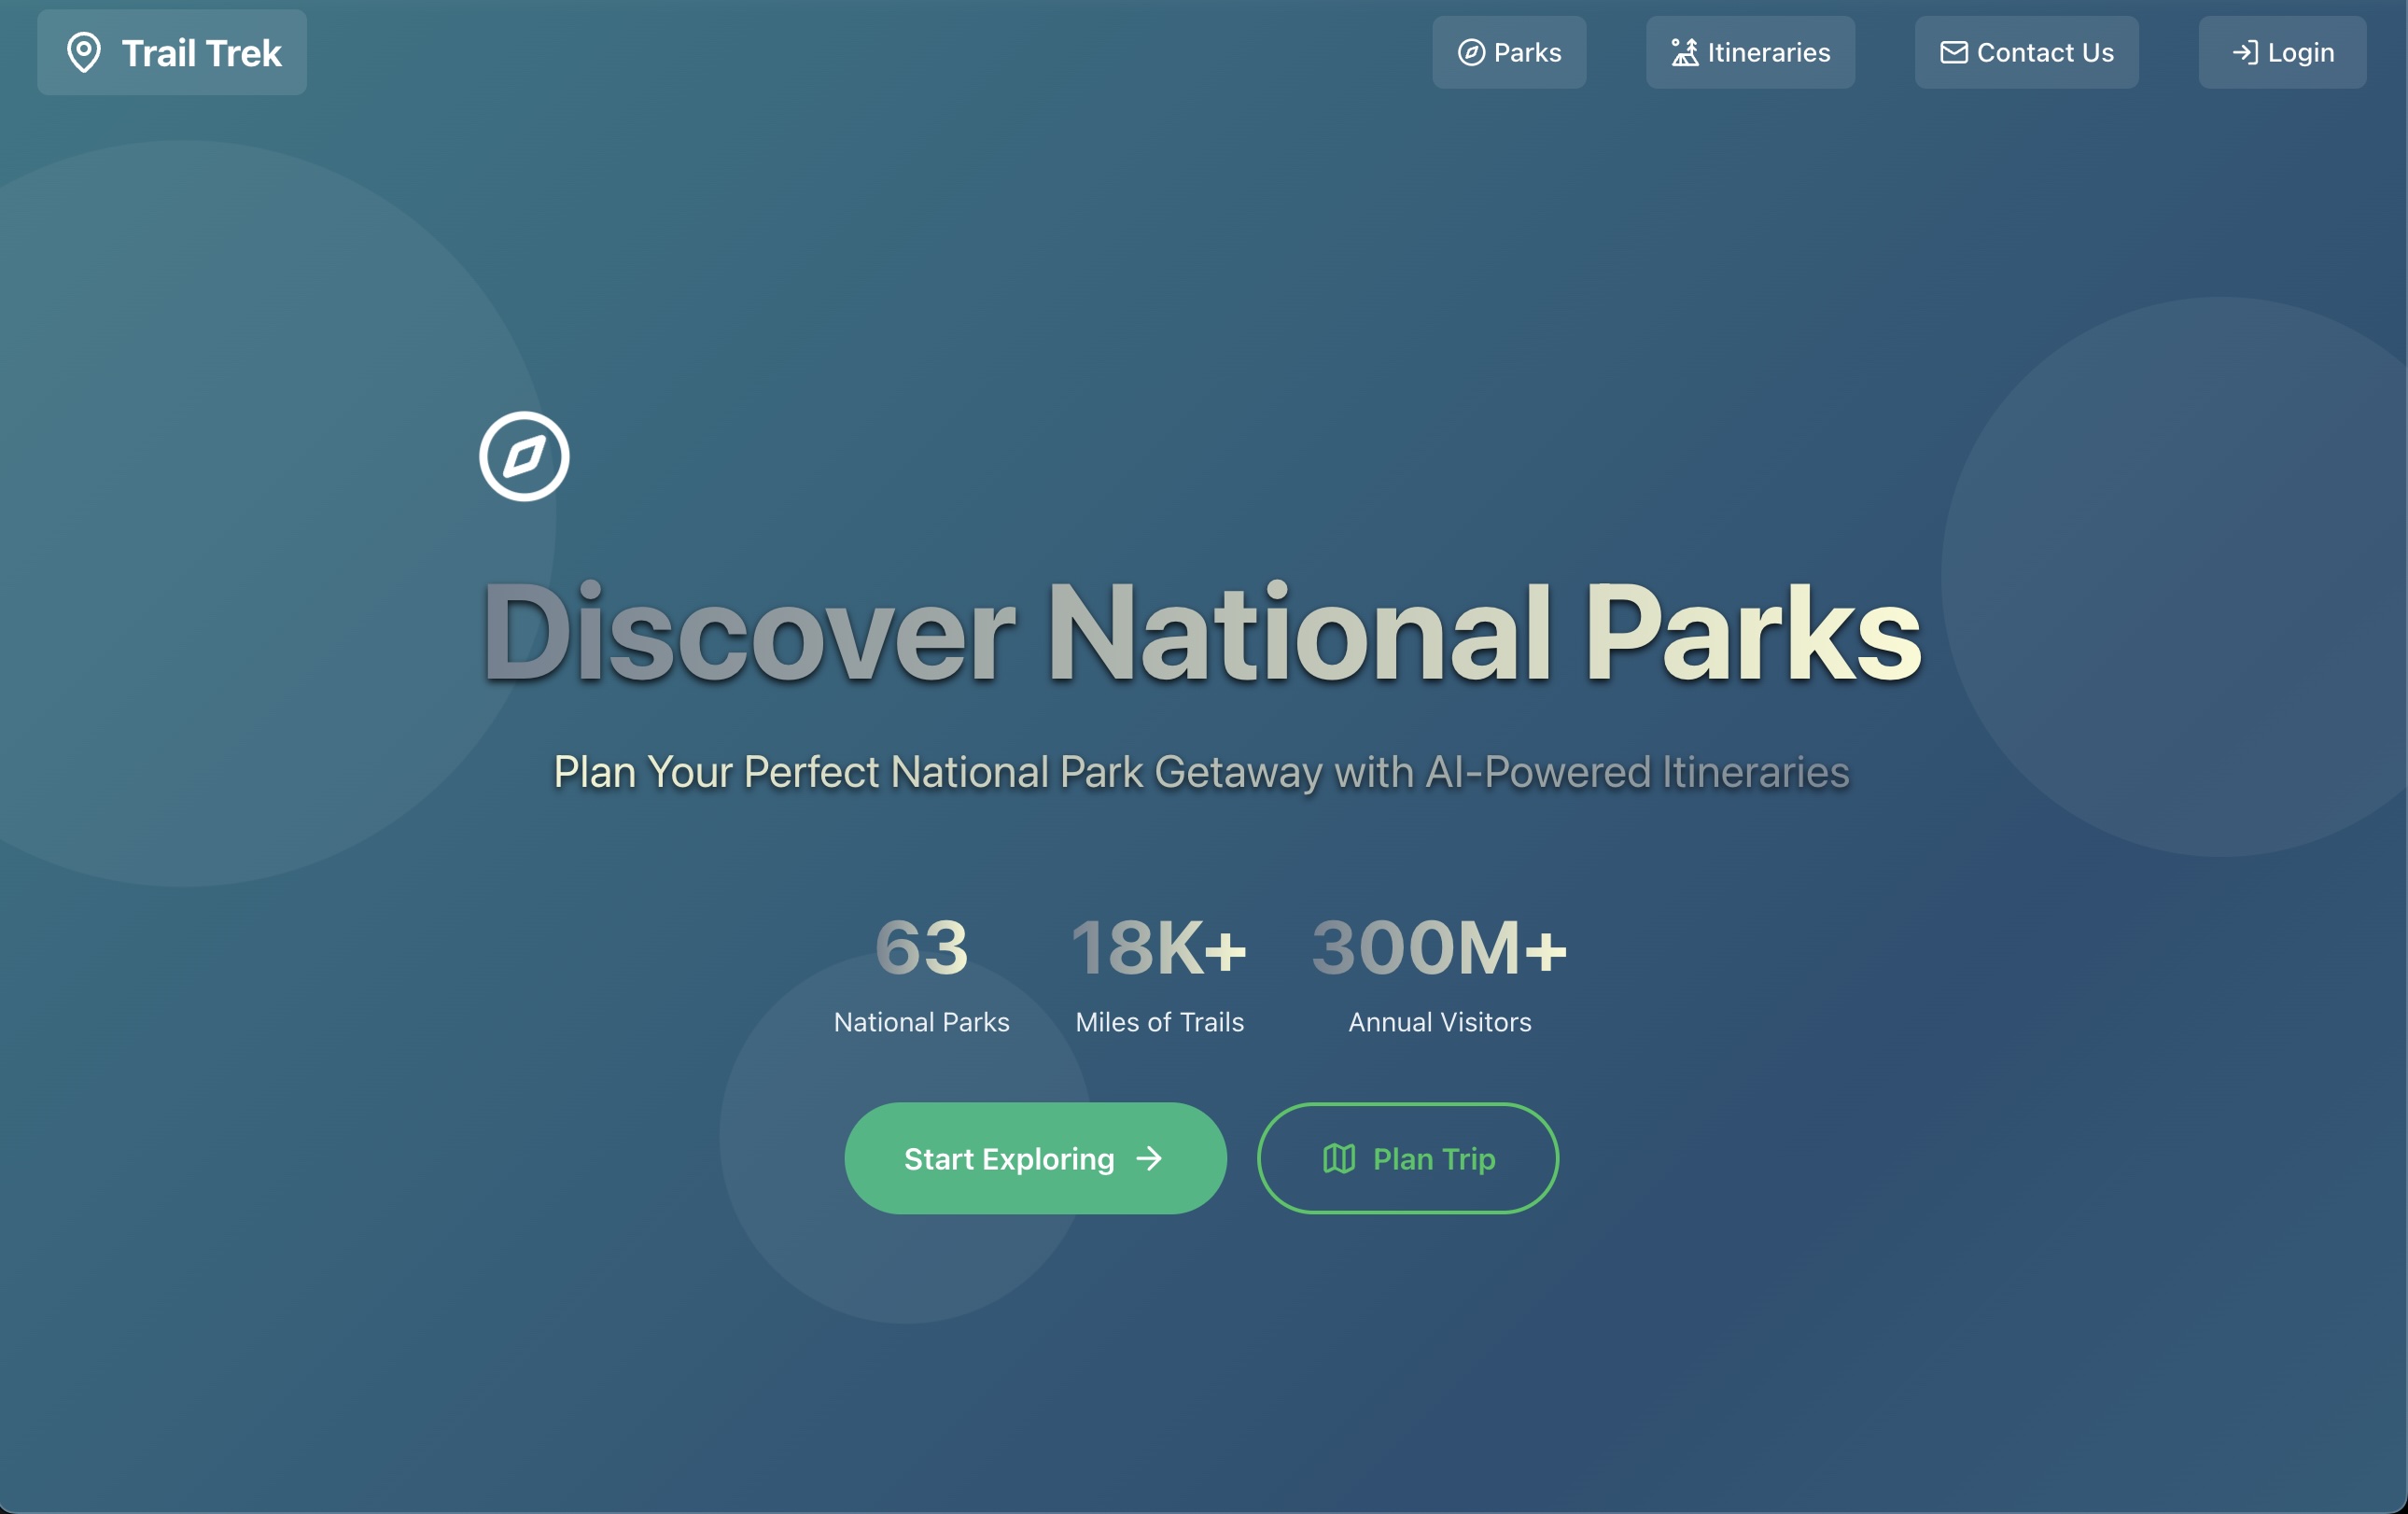 Trail Trek
Parks
Itineraries
Contact Us
Login
Discover National Parks
Plan Your Perfect National Park Getaway with AI-Powered Itineraries
63
18K+
300M+
National Parks
Miles of Trails
Annual Visitors
Start Exploring
Plan Trip